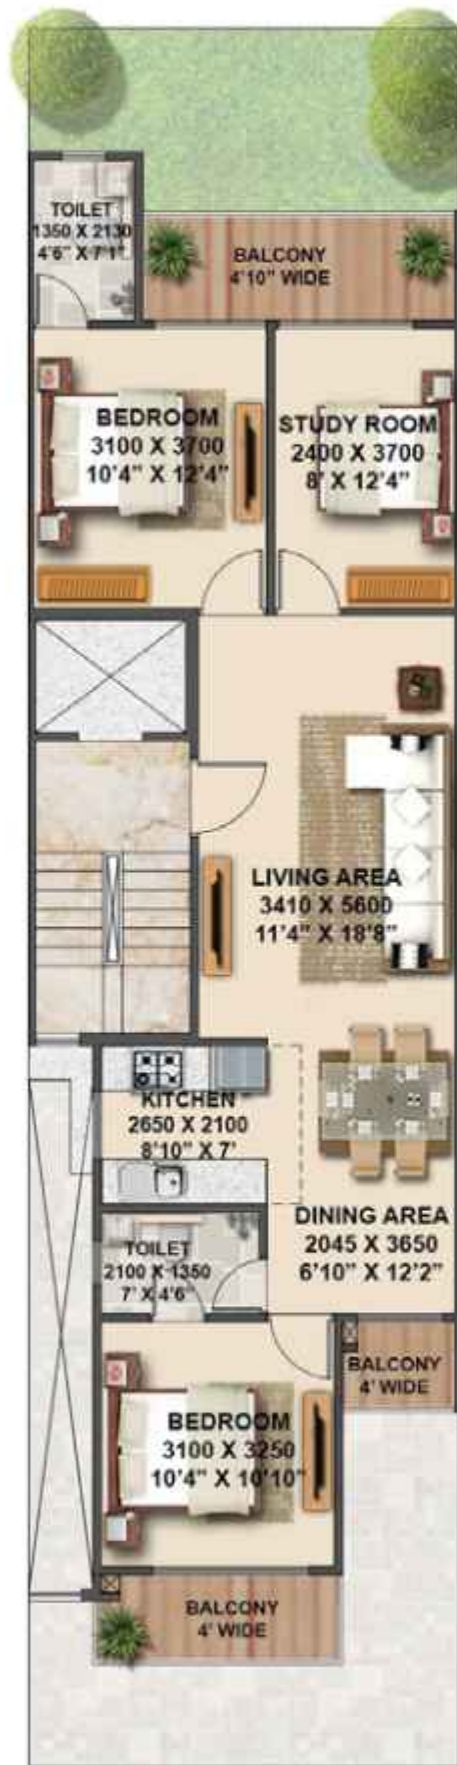 TOILET
1350 X 2130
4'6" X 7'1"
BALCONY
4'10" WIDE
BEDROOM
3100 X 3700
10'4" X 12'4"
STUDY ROOM
2400 X 3700
8' X 12'4"
LIVING AREA
3410 X 5600
11'4" X 18'8"
KITCHEN
2650 X 2100
8'10" X 7'
DINING AREA
2045 X 3650
6'10" X 12'2"
TOILET
2100 X 1350
7' X 4'6"
BALCONY
4' WIDE
BEDROOM
3100 X 3250
10'4" X 10'10"
BALCONY
4' WIDE